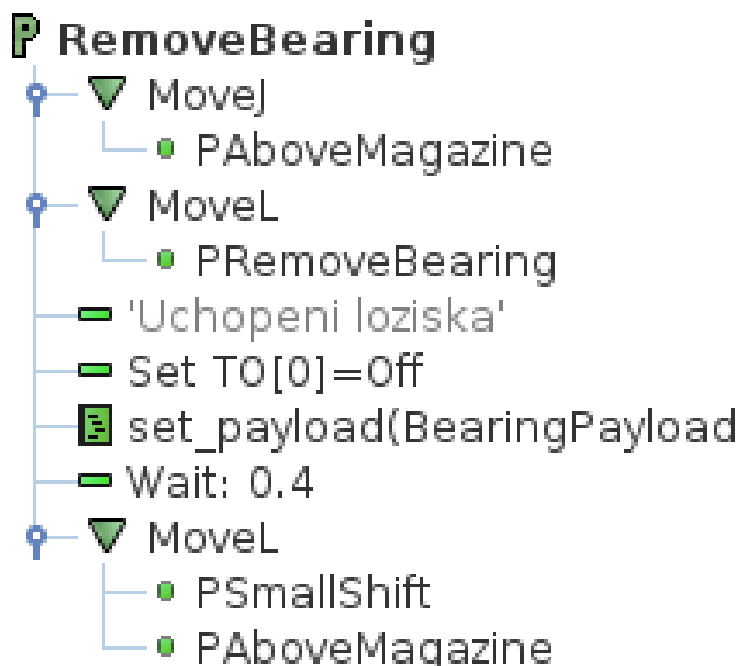 RemoveBearing
MoveJ
PAboveMagazine
MoveL
PRemoveBearing
'Uchopeni loziska'
Set TO[0]=Off
set_payload(BearingPayload
Wait: 0.4
MoveL
PSmallShift
PAboveMagazine